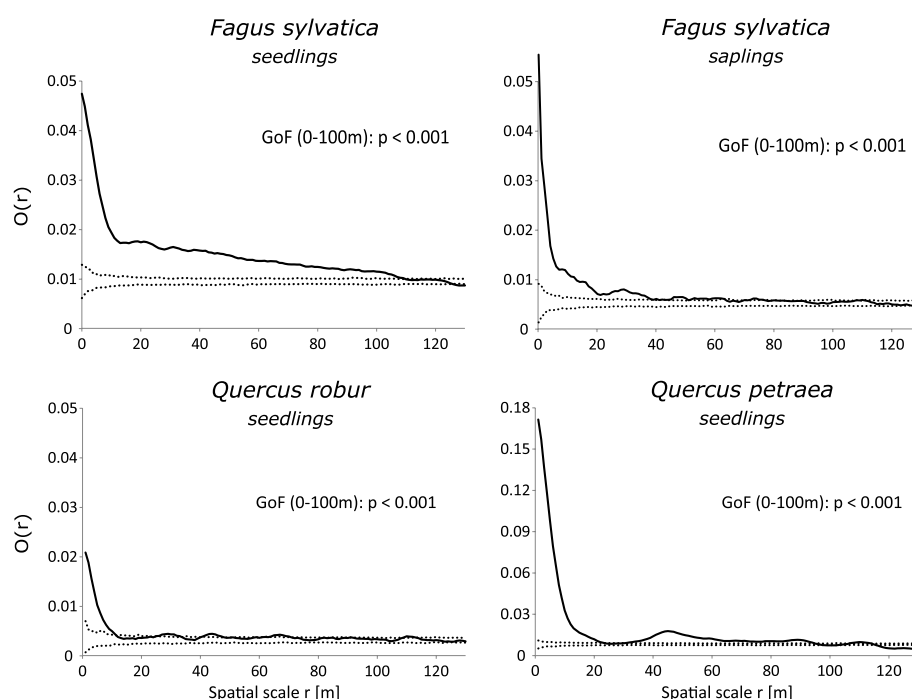 Fagus sylvatica
seedlings
0.05
0.04
0.03
0.02
0.01
0
O(r)
GoF (0-100m): p < 0.001
0 20 40 60 80 100 120
Fagus sylvatica
saplings
0.05
0.04
0.03
0.02
0.01
0
GoF (0-100m): p < 0.001
0 20 40 60 80 100 120
Quercus robur
seedlings
0.05
0.04
0.03
0.02
0.01
0
O(r)
GoF (0-100m): p < 0.001
0 20 40 60 80 100 120
Spatial scale r [m]
Quercus petraea
seedlings
0.18
0.15
0.12
0.09
0.06
0.03
0
GoF (0-100m): p < 0.001
0 20 40 60 80 100 120
Spatial scale r [m]